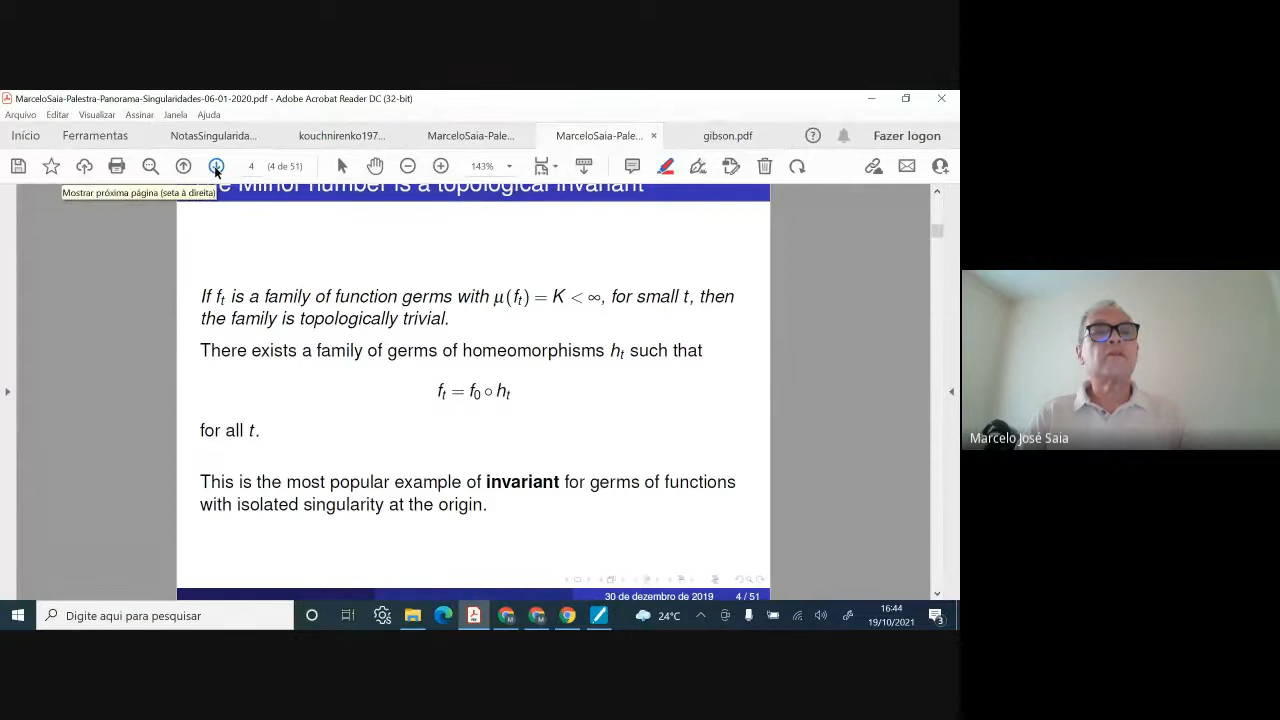 MarceloSaia-Palestra-Panorama-Singularidades-06-01-2020.pdf - Adobe Acrobat Reader DC (32-bit)
Arquivo Editar Visualizar Assinar Janela Ajuda
Início Ferramentas NotasSingularida... kouchnirenko197... MarceloSaia-Pale... MarceloSaia-Pale... × gibson.pdf Fazer logon
4 (4 de 51) 143%
Mostrar próxima página (seta à direita)
Milnor number is a topological invariant
If fₜ is a family of function germs with μ(fₜ) = K < ∞, for small t, then
the family is topologically trivial.
There exists a family of germs of homeomorphisms hₜ such that
fₜ = f₀ ∘ hₜ
for all t.
This is the most popular example of invariant for germs of functions
with isolated singularity at the origin.
30 de dezembro de 2019 4 / 51
Marcelo José Saia
Digite aqui para pesquisar
24°C
16:44
19/10/2021
3